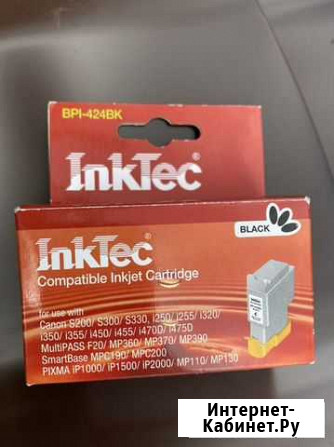 BPI-424BK
InkTec
InkTec
Compatible Inkjet Cartridge
BLACK
for use with
Canon S200/ S300/ S330, i250/ i255/ i320/
i350/ i355/ i450/ i455/ i470D/ i475D
MultiPASS F20/ MP360/ MP370/ MP390
SmartBase MPC190/ MPC200
PIXMA iP1000/ iP1500/ iP2000/ MP110/ MP130
Интернет-
Кабинет.Ру